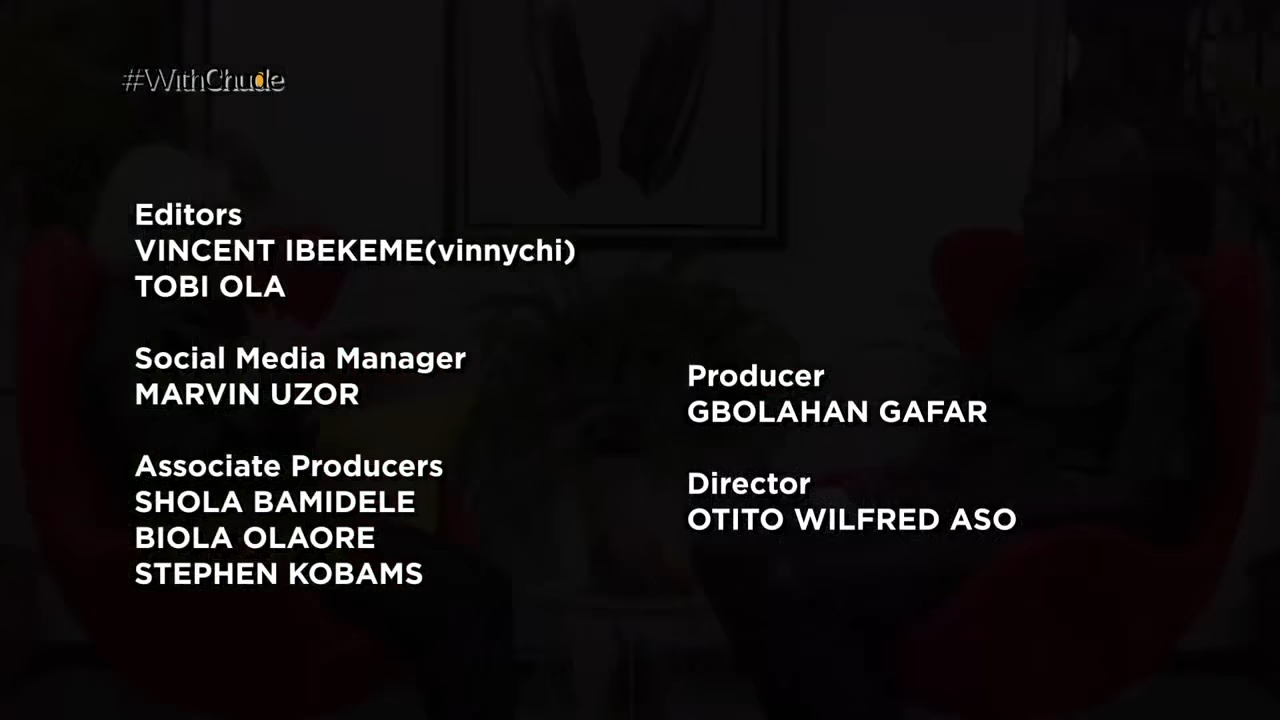 #WithChude
Editors
VINCENT IBEKEME(vinnychi)
TOBI OLA
Social Media Manager
MARVIN UZOR
Associate Producers
SHOLA BAMIDELE
BIOLA OLAORE
STEPHEN KOBAMS
Producer
GBOLAHAN GAFAR
Director
OTITO WILFRED ASO